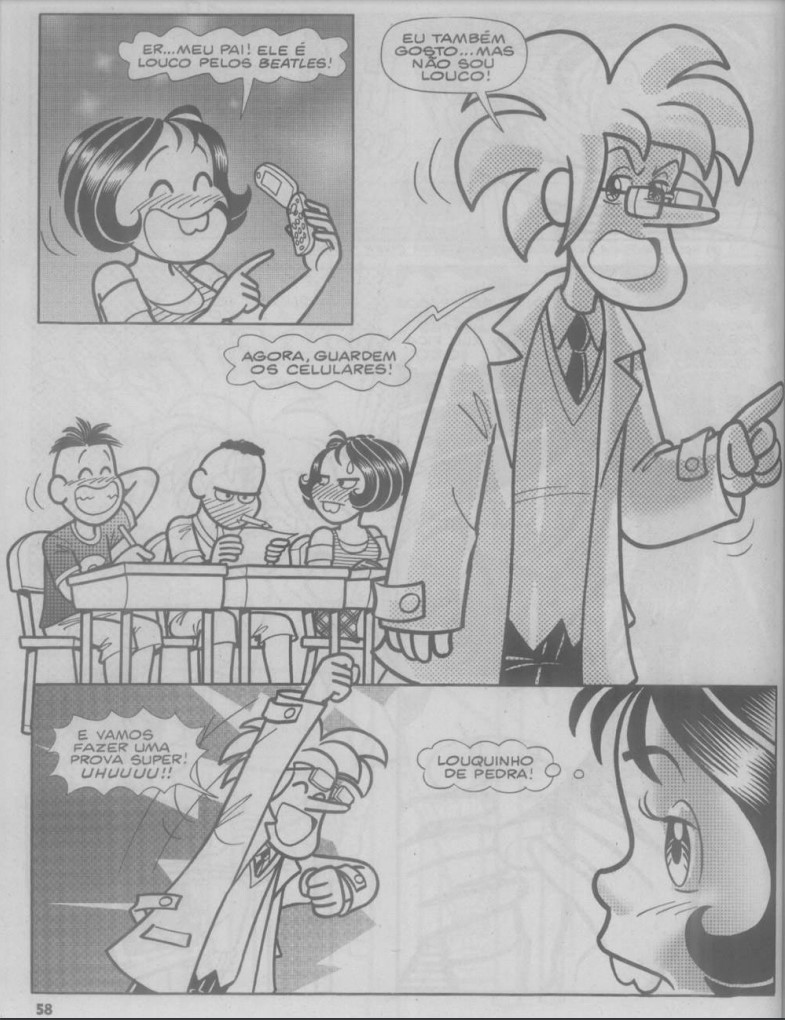 ER...MEU PAI! ELE É
LOUCO PELOS BEATLES!
EU TAMBÉM
GOSTO...MAS
NÃO SOU
LOUCO!
AGORA, GUARDEM
OS CELULARES!
E VAMOS
FAZER UMA
PROVA SUPER!
UHUUUU!!
LOUQUINHO
DE PEDRA!
58